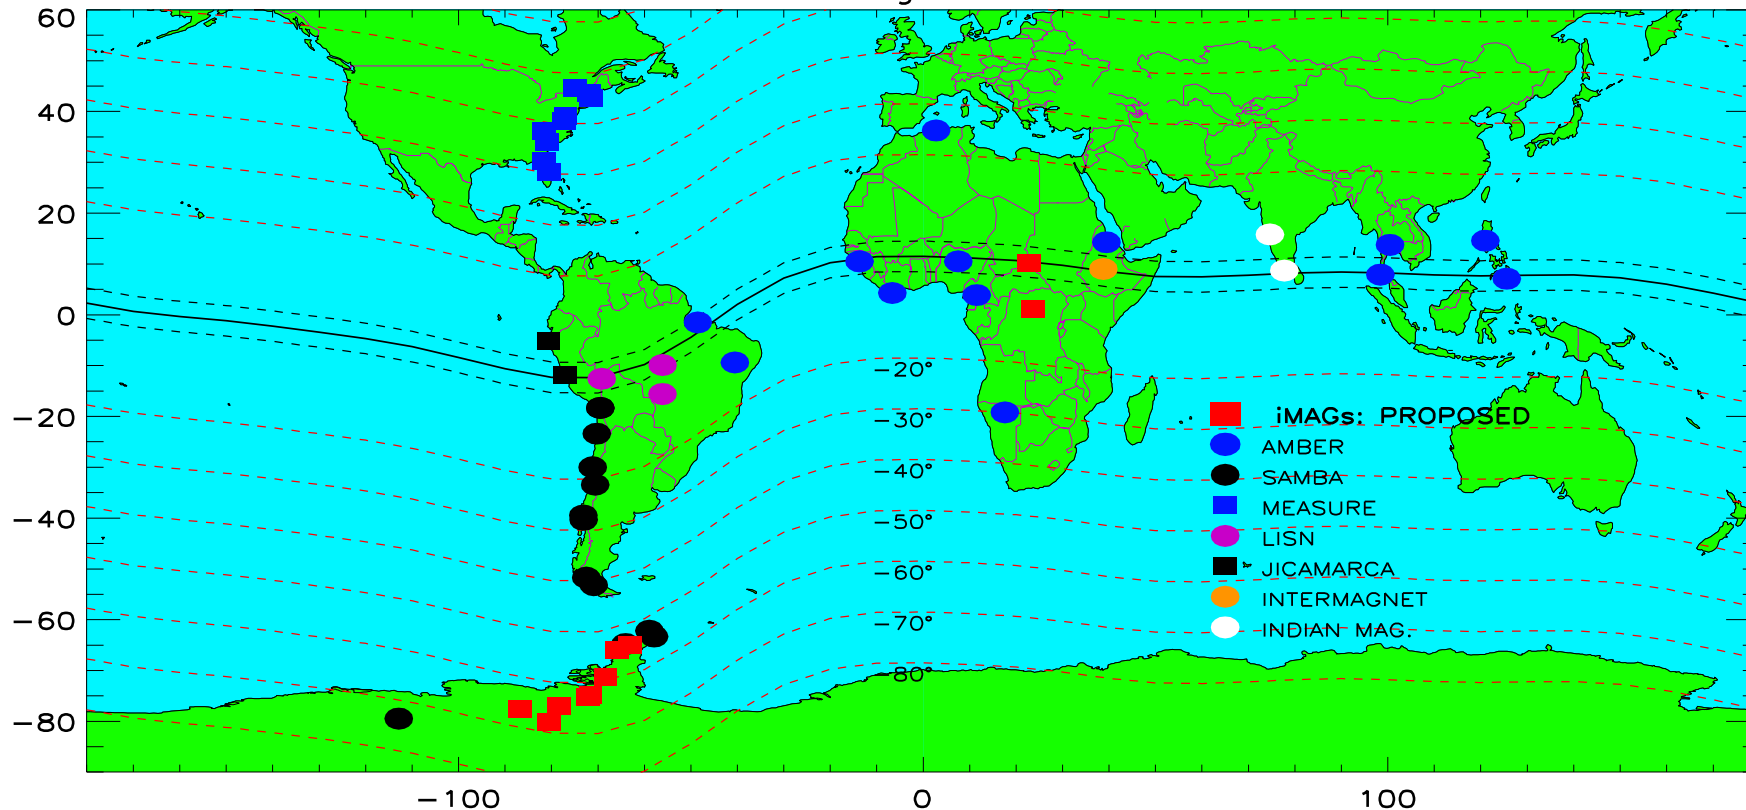 60
40
20
0
−20
−40
−60
−80
−20°
−30°
−40°
−50°
−60°
−70°
−80°
iMAGs: PROPOSED
AMBER
SAMBA
MEASURE
LISN
JICAMARCA
INTERMAGNET
INDIAN MAG.
−100
0
100